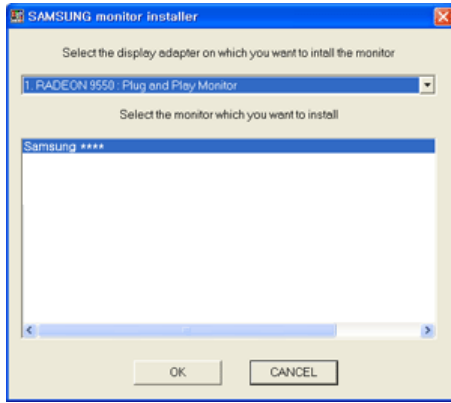 SAMSUNG monitor installer
Select the display adapter on which you want to intall the monitor
1. RADEON 9550 : Plug and Play Monitor
Select the monitor which you want to install
Samsung ****
OK
CANCEL